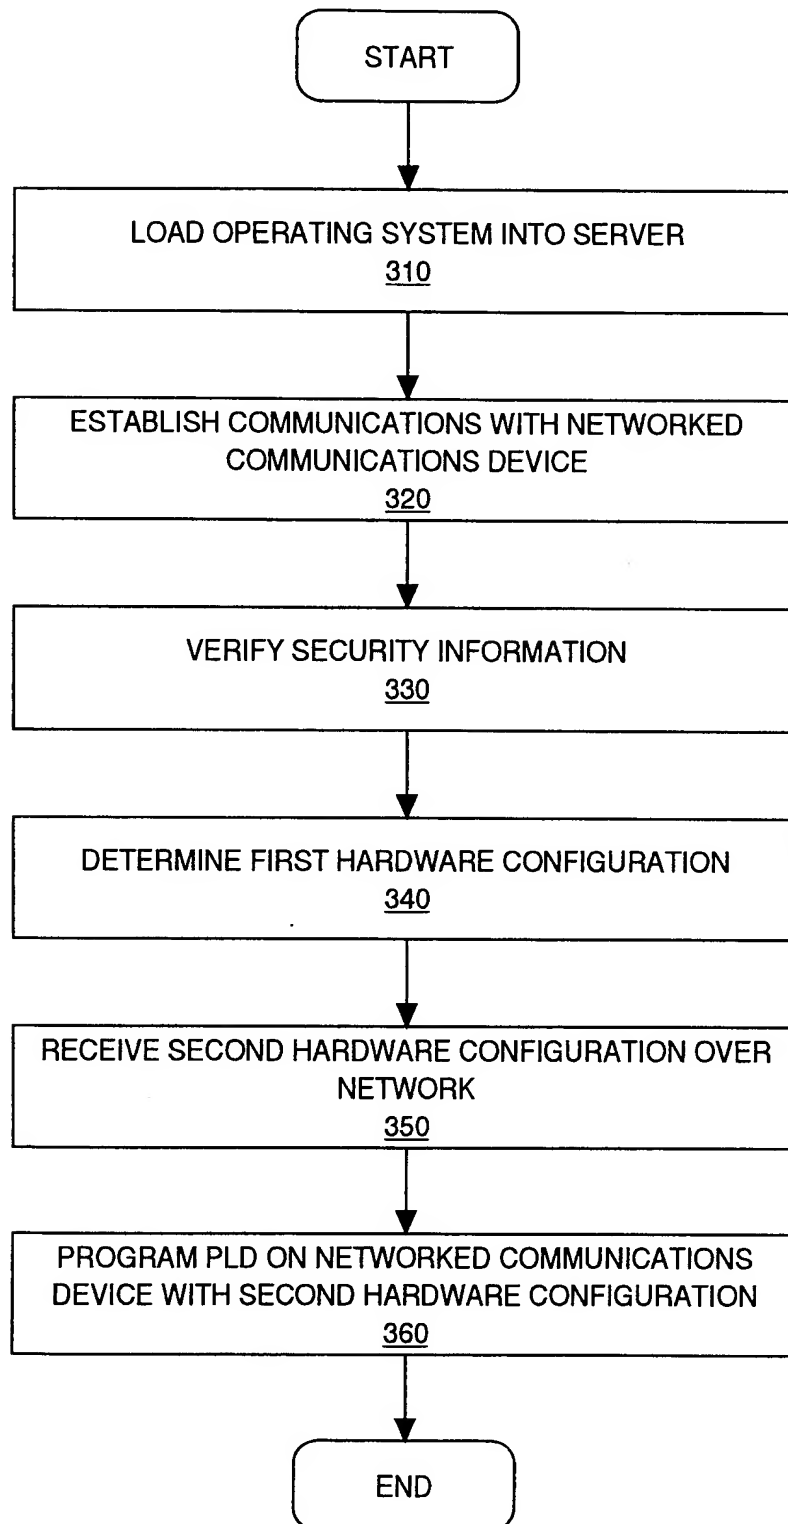 START
LOAD OPERATING SYSTEM INTO SERVER
310
ESTABLISH COMMUNICATIONS WITH NETWORKED
COMMUNICATIONS DEVICE
320
VERIFY SECURITY INFORMATION
330
DETERMINE FIRST HARDWARE CONFIGURATION
340
RECEIVE SECOND HARDWARE CONFIGURATION OVER
NETWORK
350
PROGRAM PLD ON NETWORKED COMMUNICATIONS
DEVICE WITH SECOND HARDWARE CONFIGURATION
360
END